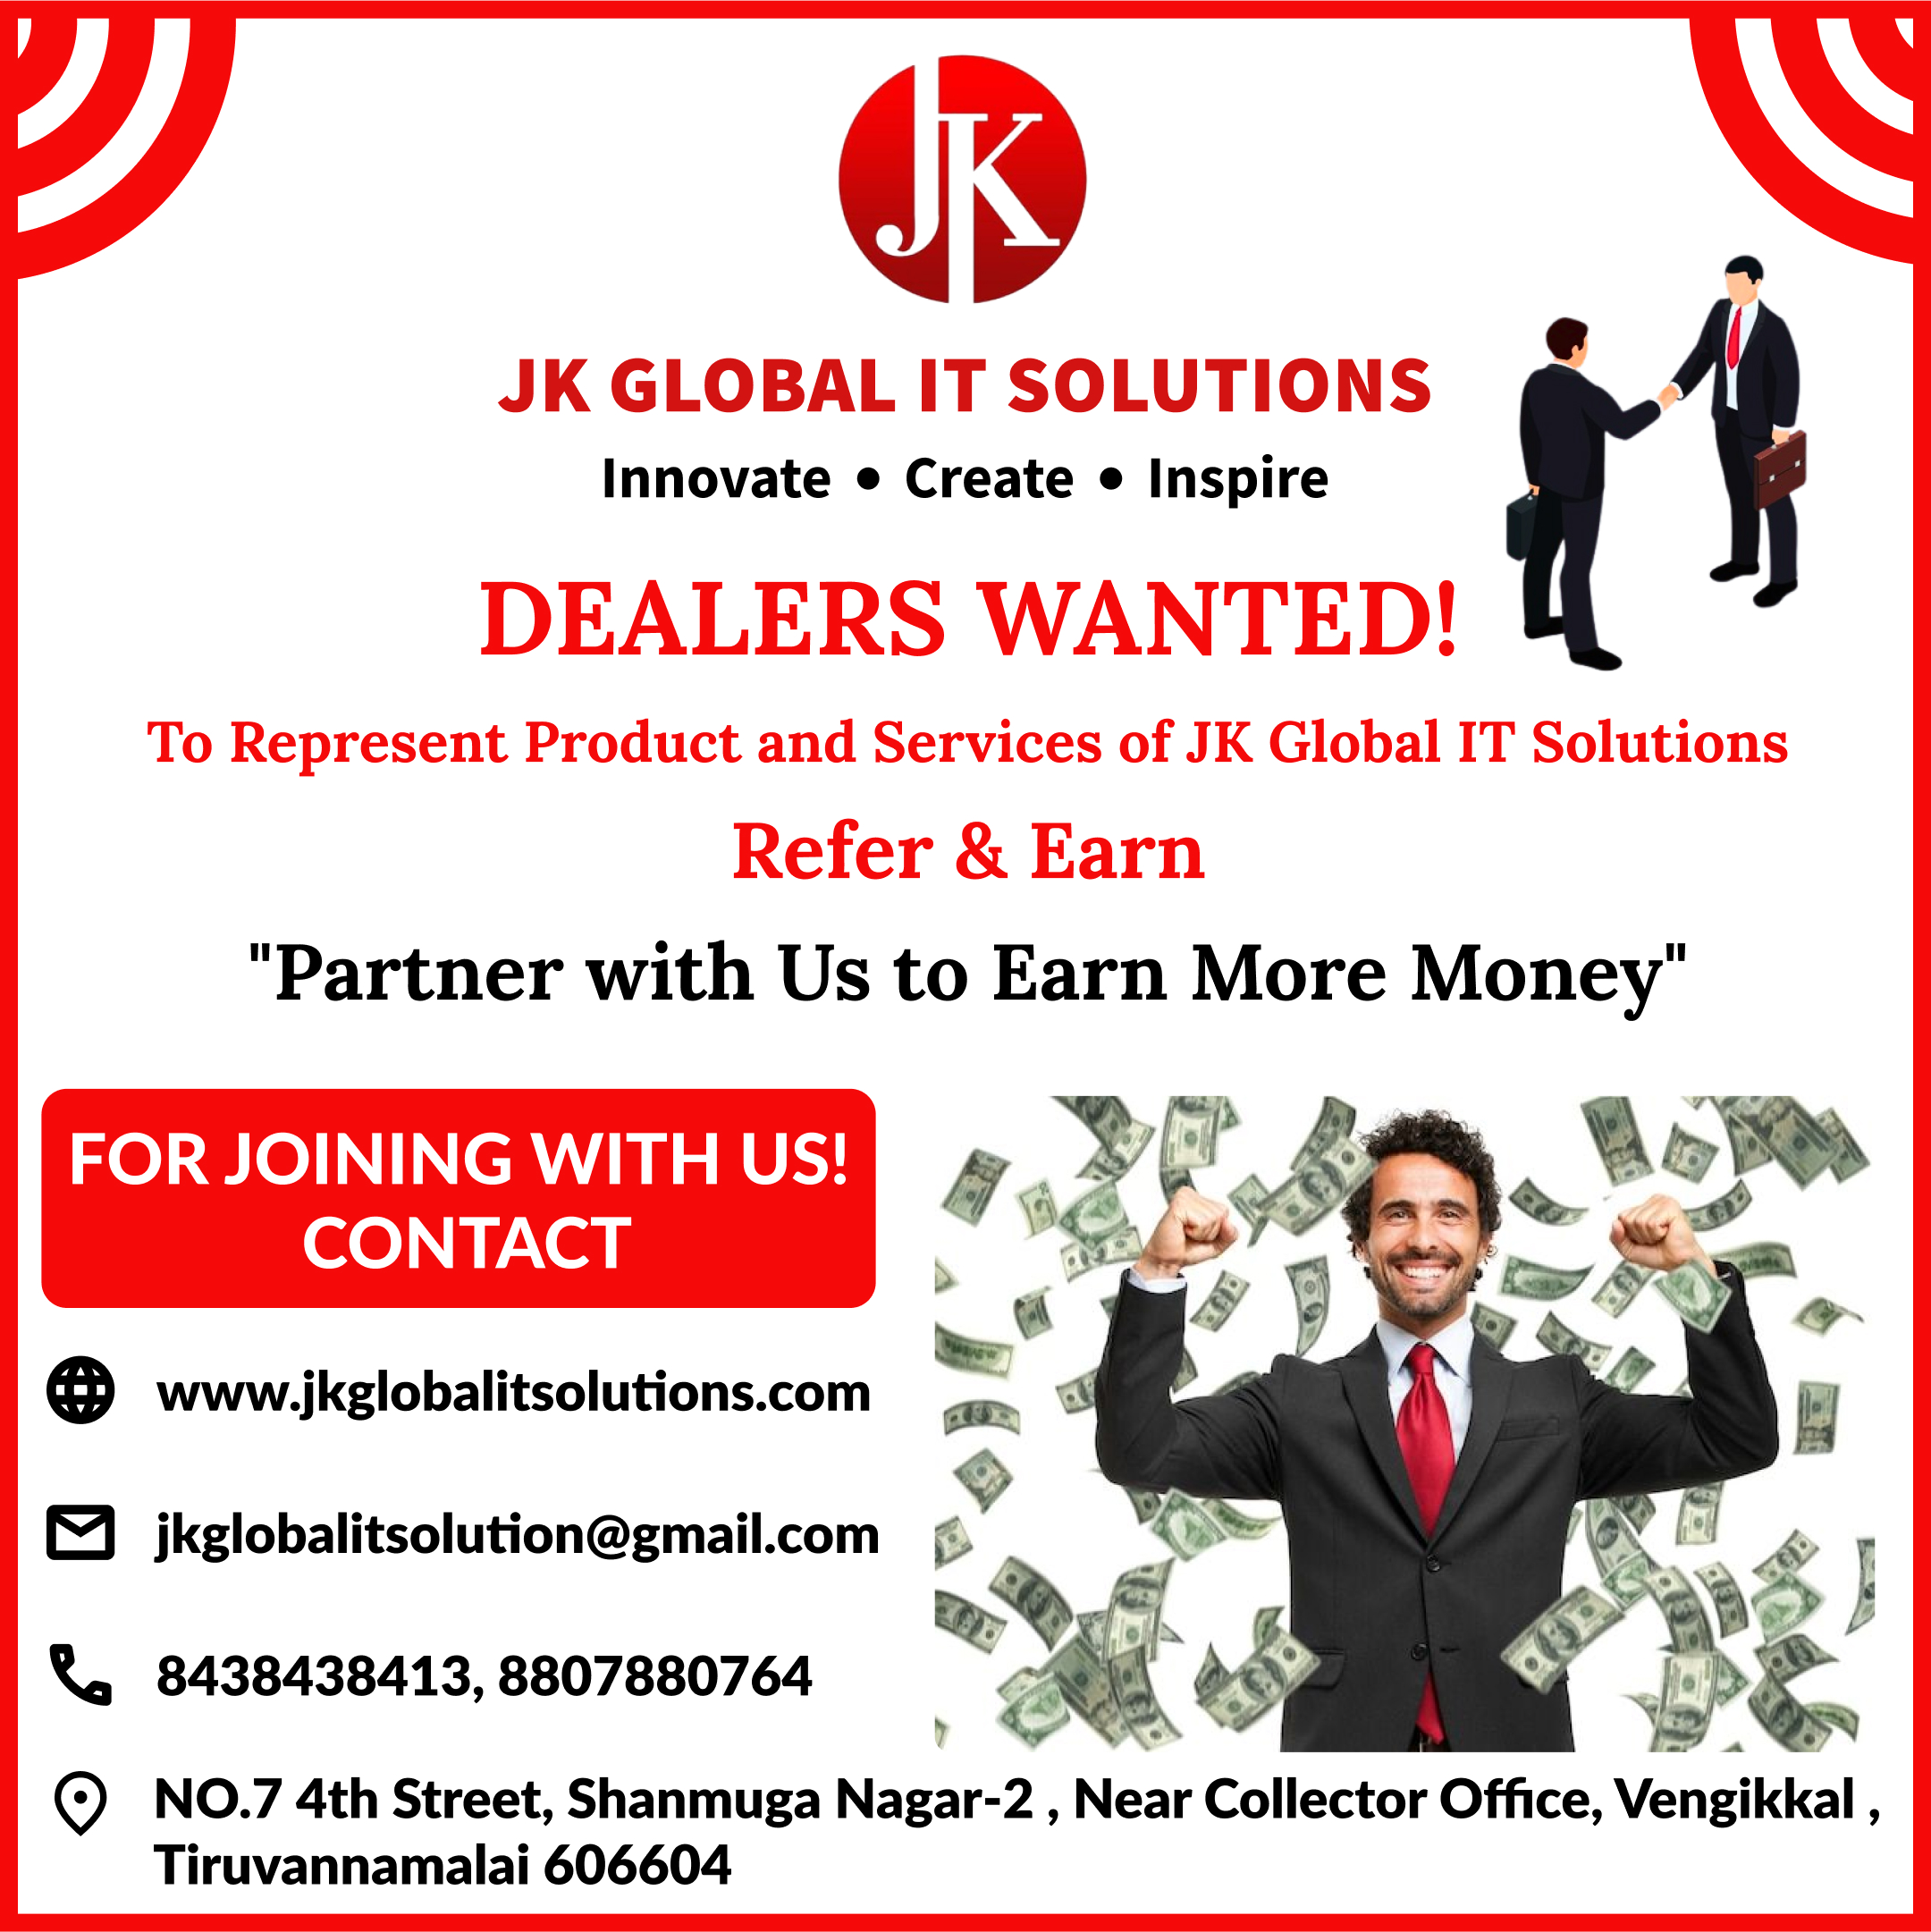 JK
JK GLOBAL IT SOLUTIONS
Innovate • Create • Inspire
DEALERS WANTED!
To Represent Product and Services of JK Global IT Solutions
Refer & Earn
"Partner with Us to Earn More Money"
FOR JOINING WITH US!
CONTACT
www.jkglobalitsolutions.com
jkglobalitsolution@gmail.com
8438438413, 8807880764
NO.7 4th Street, Shanmuga Nagar-2 , Near Collector Office, Vengikkal ,
Tiruvannamalai 606604